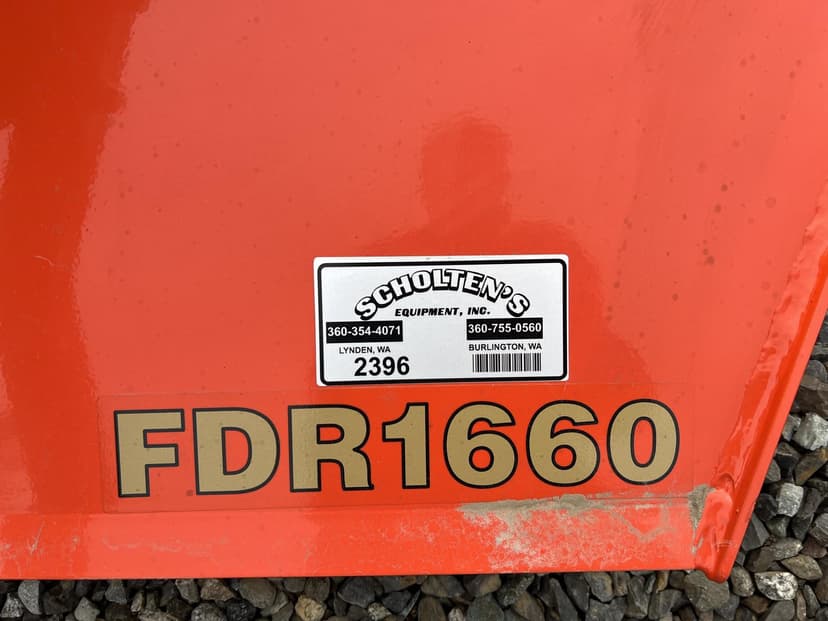 SCHOLTEN'S
EQUIPMENT, INC.
360-354-4071 360-755-0560
LYNDEN, WA BURLINGTON, WA
2396
FDR1660